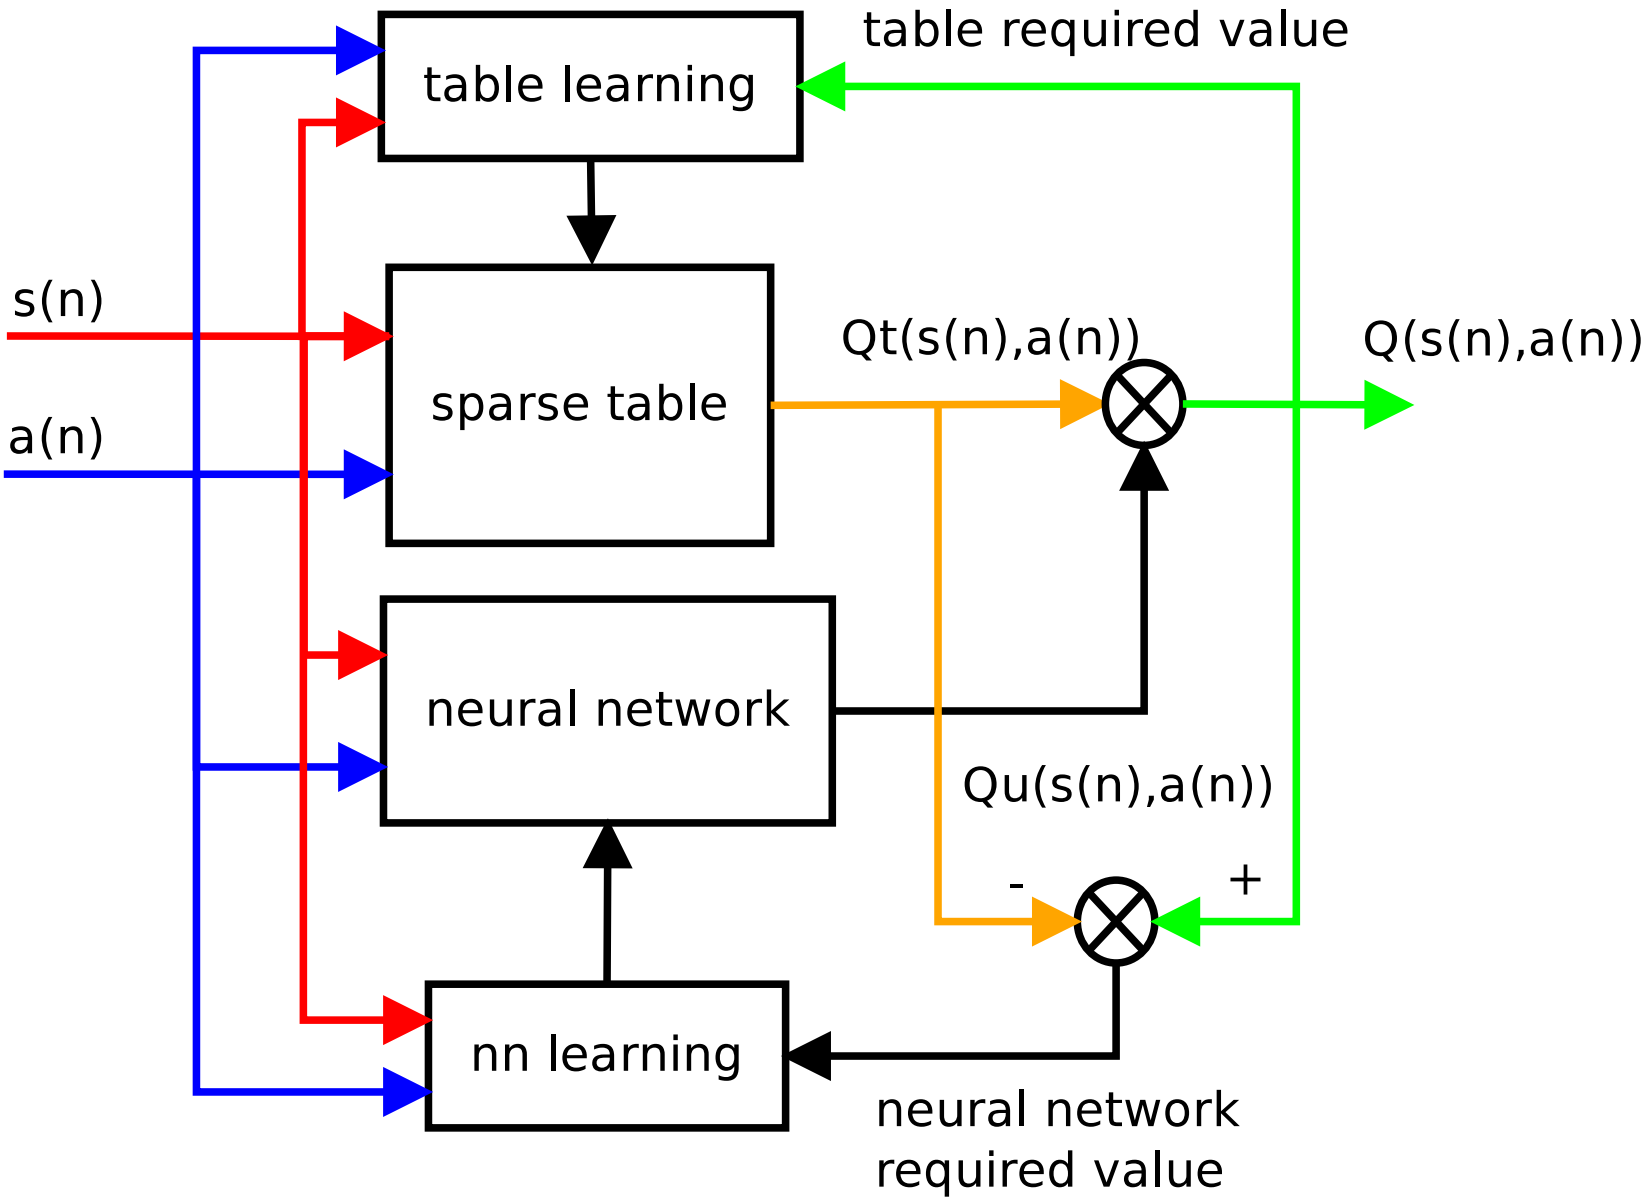 table required value
table learning
s(n)
Qt(s(n),a(n))
Q(s(n),a(n))
sparse table
a(n)
neural network
Qu(s(n),a(n))
- +
nn learning
neural network
required value